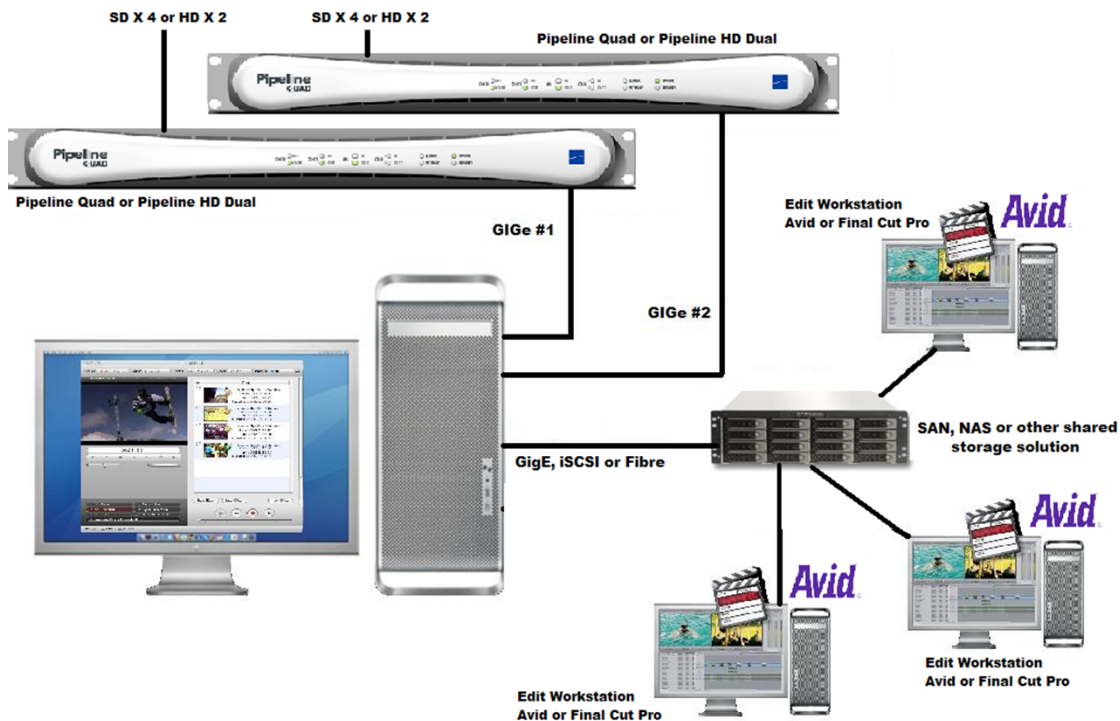 SD X 4 or HD X 2
SD X 4 or HD X 2
Pipeline Quad or Pipeline HD Dual
Pipeline
QUAD
Pipeline
QUAD
Pipeline Quad or Pipeline HD Dual
GIGe #1
GIGe #2
Edit Workstation
Avid or Final Cut Pro
Avid
SAN, NAS or other shared
storage solution
GigE, iSCSI or Fibre
Avid
Avid
Edit Workstation
Avid or Final Cut Pro
Edit Workstation
Avid or Final Cut Pro